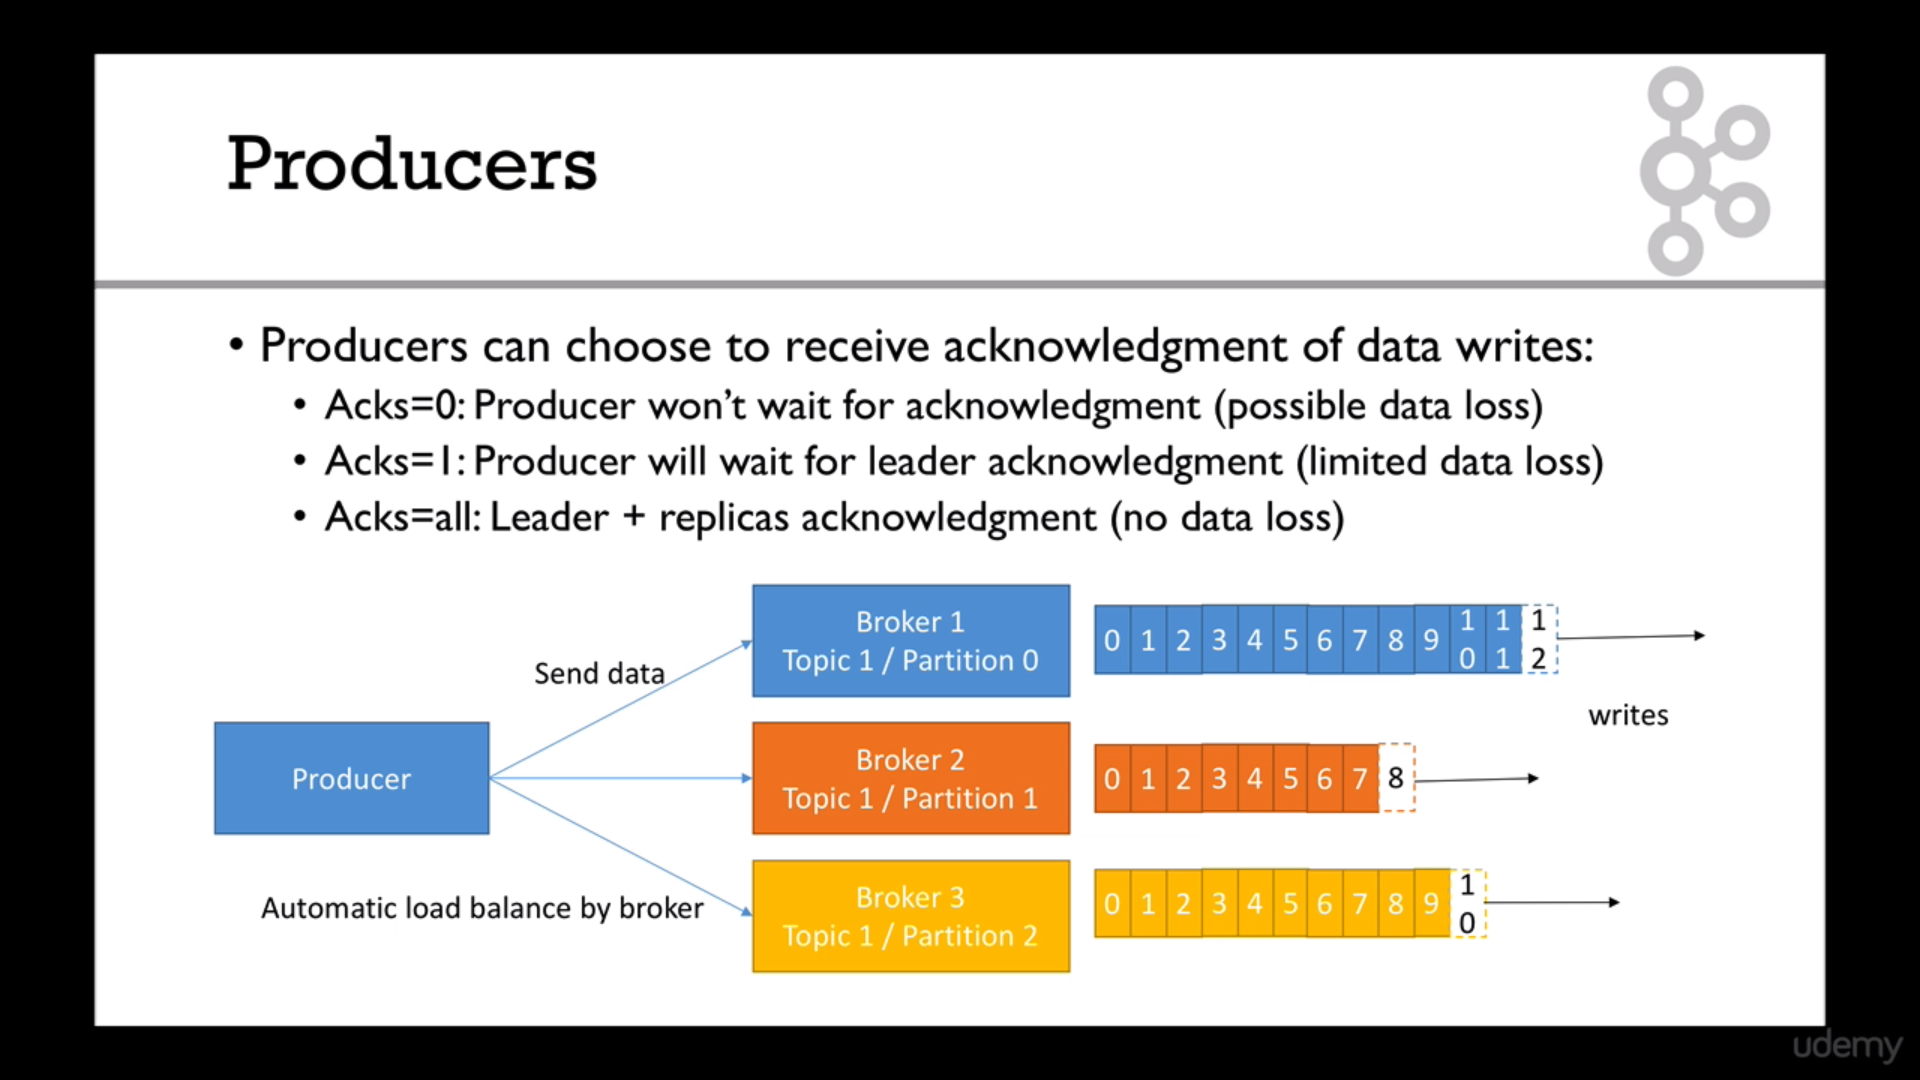 Producers
• Producers can choose to receive acknowledgment of data writes:
• Acks=0: Producer won't wait for acknowledgment (possible data loss)
• Acks=1: Producer will wait for leader acknowledgment (limited data loss)
• Acks=all: Leader + replicas acknowledgment (no data loss)
Send data
Producer
Automatic load balance by broker
Broker 1
Topic 1 / Partition 0
0 1 2 3 4 5 6 7 8 9 10 11 12
writes
Broker 2
Topic 1 / Partition 1
0 1 2 3 4 5 6 7 8
Broker 3
Topic 1 / Partition 2
0 1 2 3 4 5 6 7 8 9 10
udemy